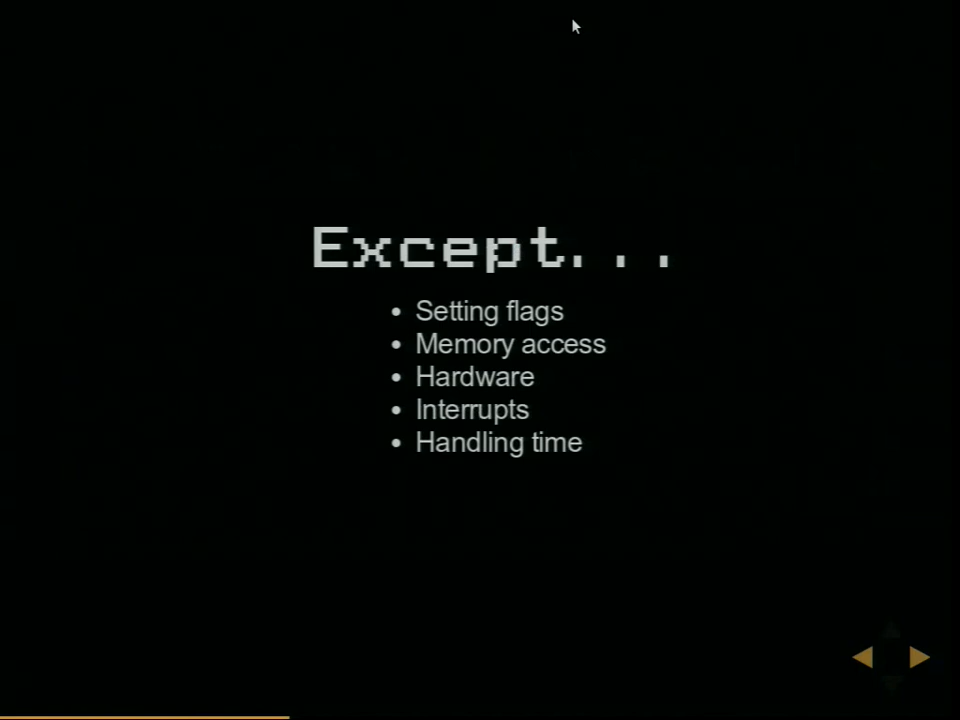 Except...
Setting flags
Memory access
Hardware
Interrupts
Handling time